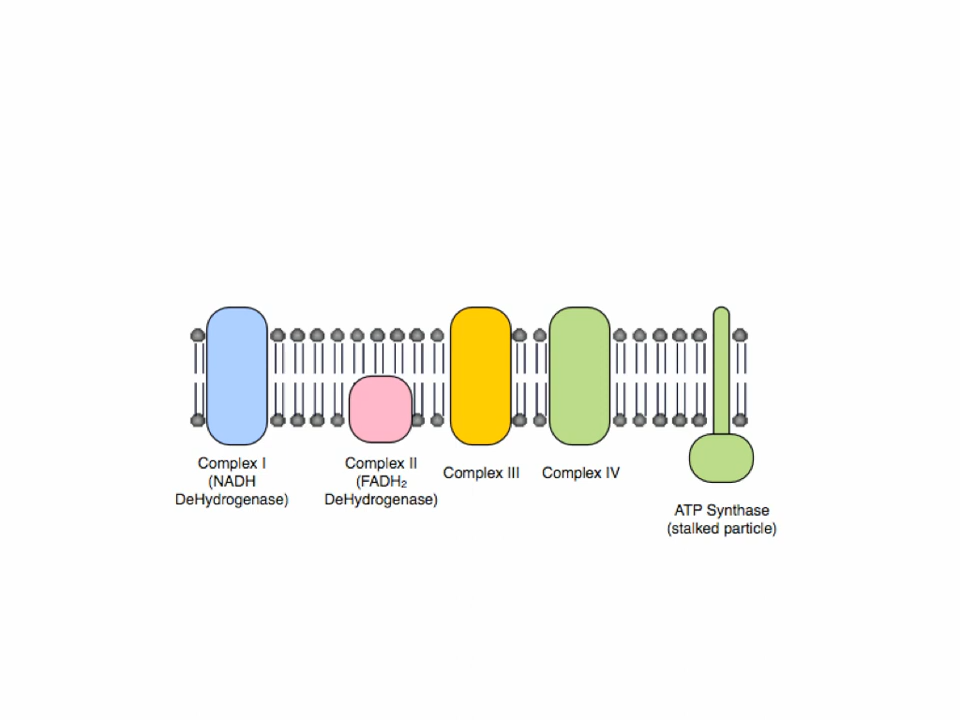 Complex I
(NADH
DeHydrogenase)
Complex II
(FADH₂
DeHydrogenase)
Complex III
Complex IV
ATP Synthase
(stalked particle)